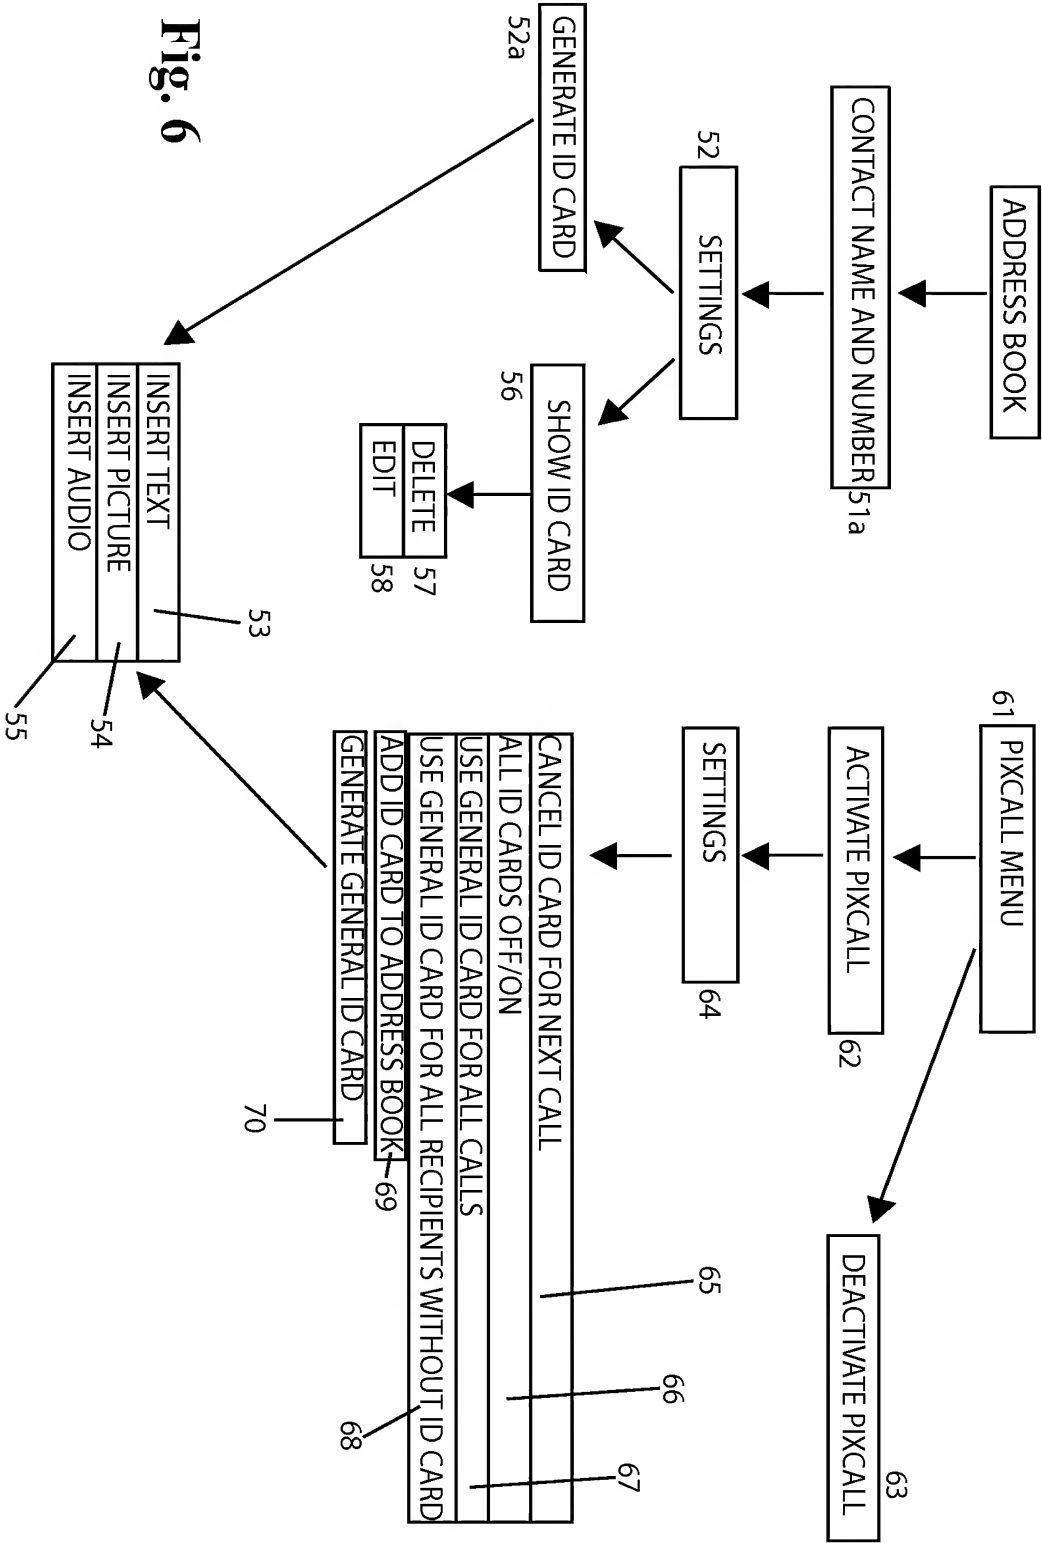 ADDRESS BOOK
CONTACT NAME AND NUMBER
51a
52
SETTINGS
GENERATE ID CARD
52a
SHOW ID CARD
56
DELETE
57
EDIT
58
INSERT TEXT
INSERT PICTURE
INSERT AUDIO
53
54
55
61
PIXCALL MENU
ACTIVATE PIXCALL
62
DEACTIVATE PIXCALL
63
SETTINGS
64
CANCEL ID CARD FOR NEXT CALL
65
ALL ID CARDS OFF/ON
66
USE GENERAL ID CARD FOR ALL CALLS
67
USE GENERAL ID CARD FOR ALL RECIPIENTS WITHOUT ID CARD
68
ADD ID CARD TO ADDRESS BOOK
69
GENERATE GENERAL ID CARD
70
Fig. 6